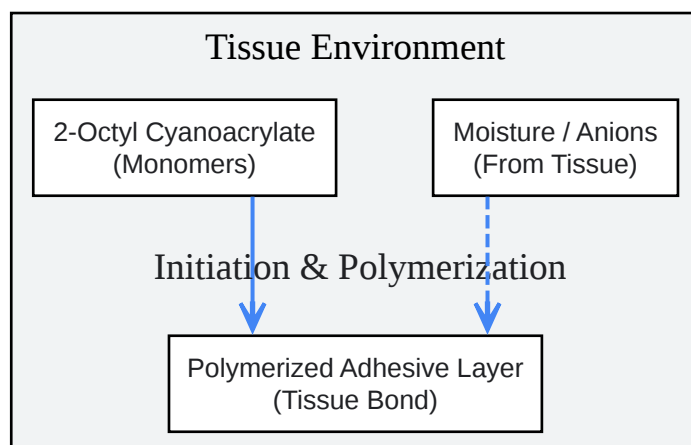 Tissue Environment
2-Octyl Cyanoacrylate
(Monomers)
Moisture / Anions
(From Tissue)
Initiation & Polymerization
Polymerized Adhesive Layer
(Tissue Bond)